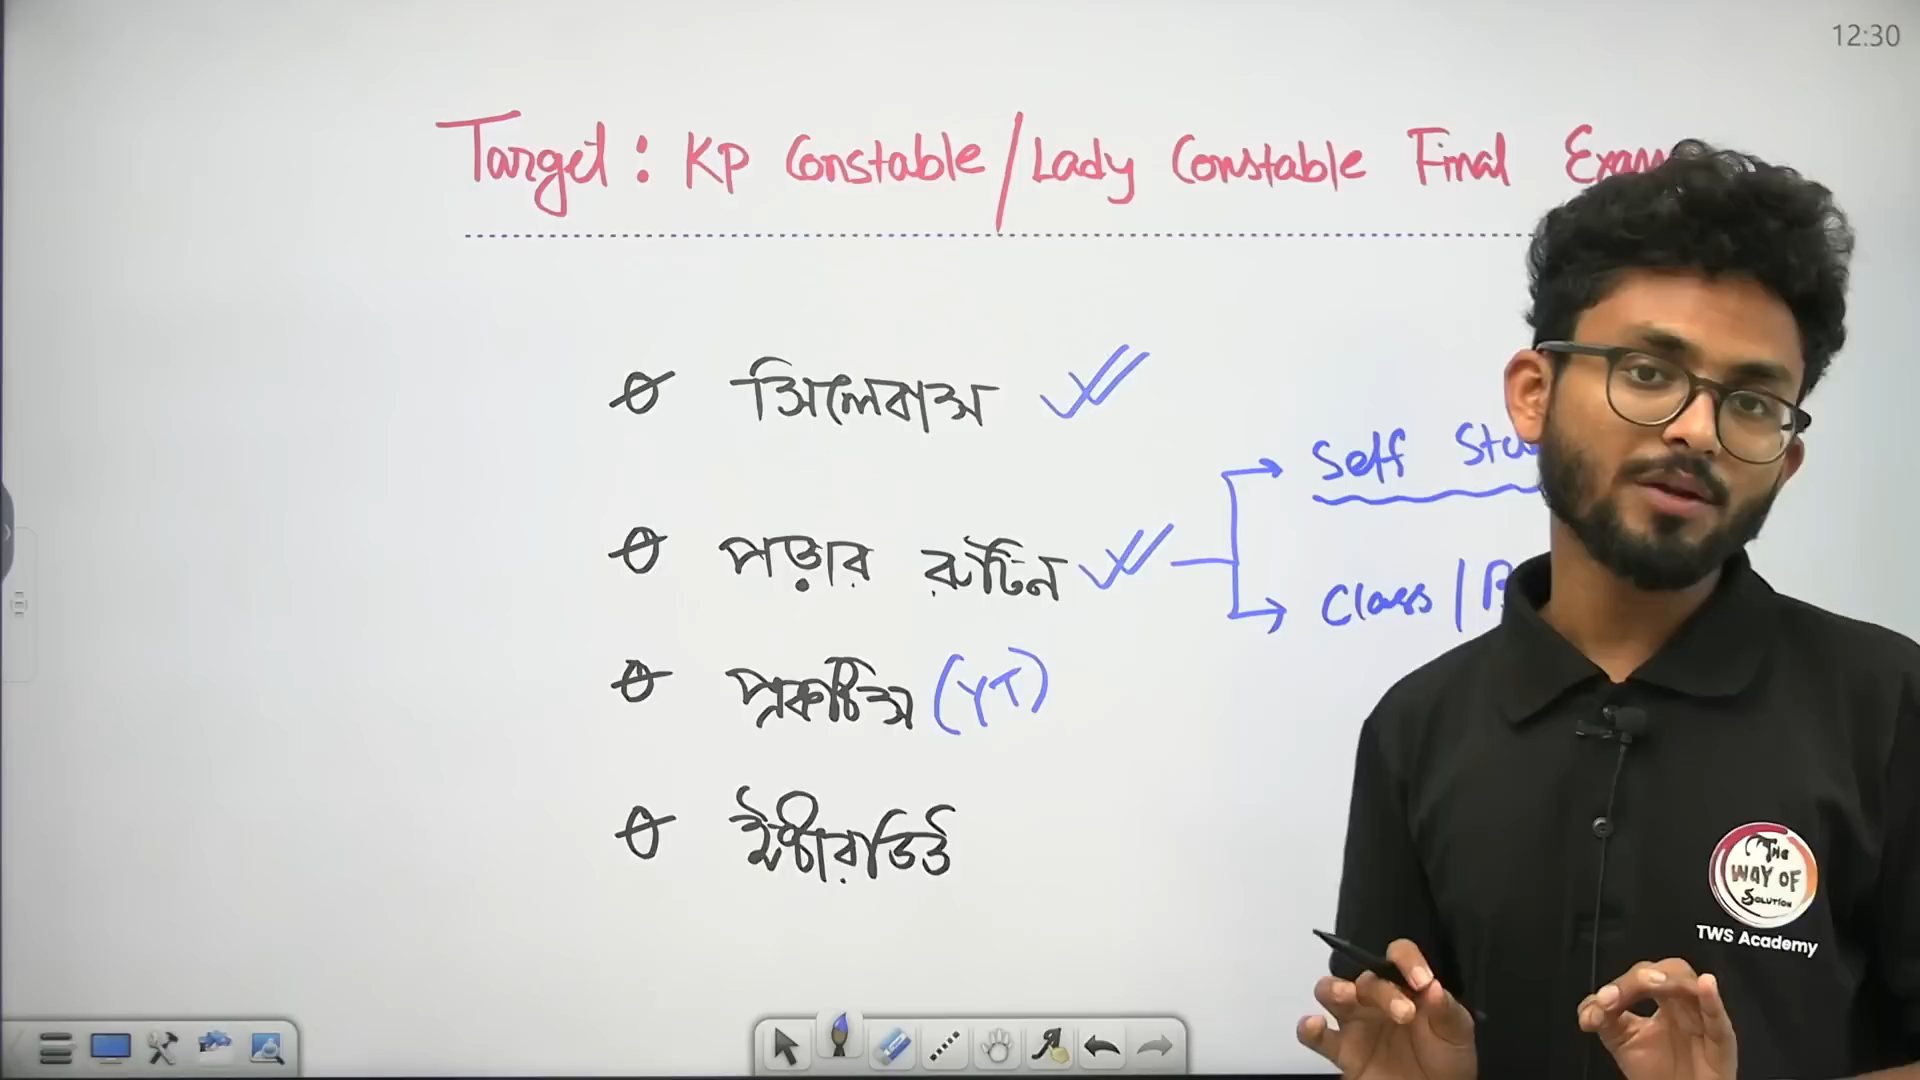 12:30
Target: KP Constable/Lady Constable Final Exam
সিলেবাস
Self
পড়ার রুটিন
Class /
প্র্যাকটিস (YT)
ইন্টারভিউ
THE
WAY OF
SOLUTION
TWS Academy